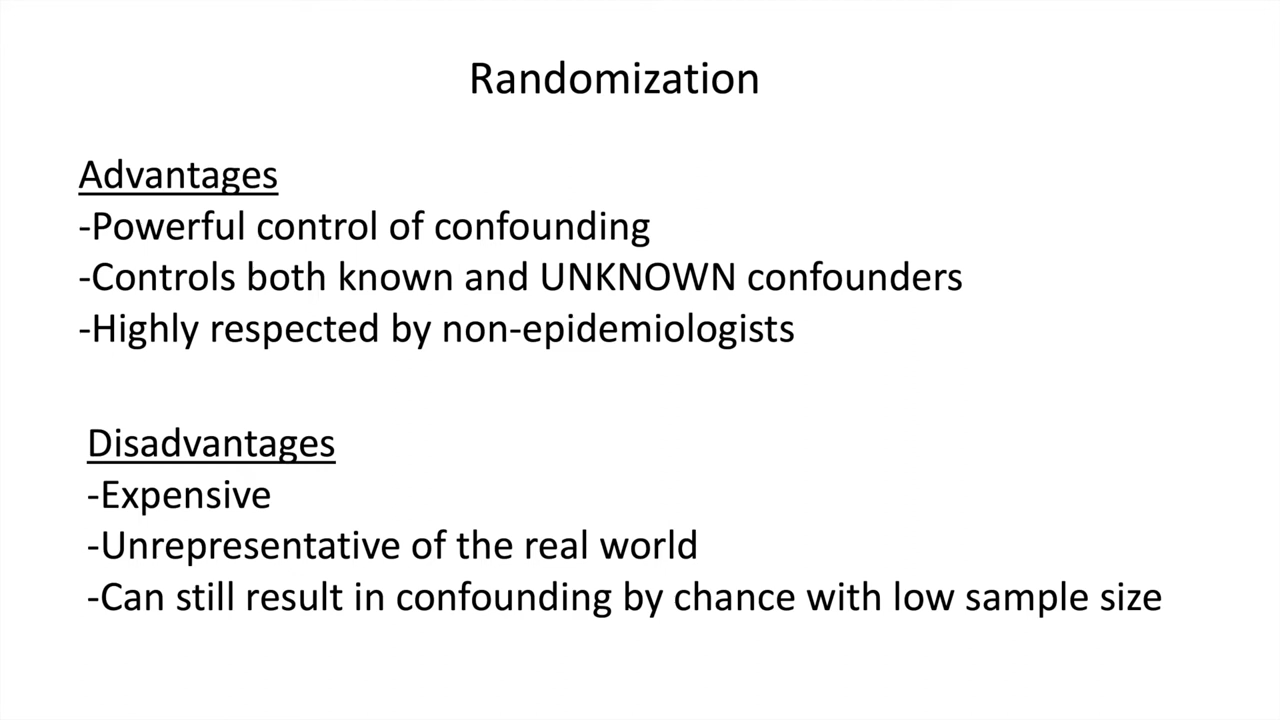 Randomization
Advantages
-Powerful control of confounding
-Controls both known and UNKNOWN confounders
-Highly respected by non-epidemiologists
Disadvantages
-Expensive
-Unrepresentative of the real world
-Can still result in confounding by chance with low sample size